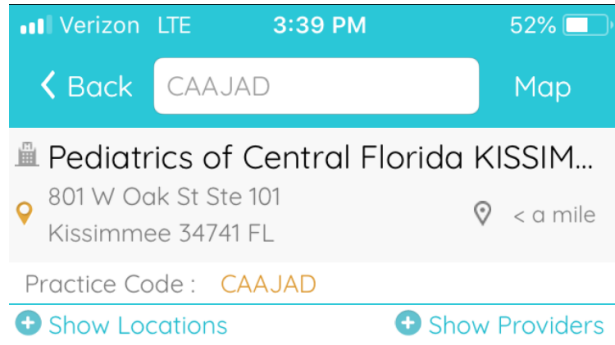 Verizon LTE 3:39 PM 52%
Back CAAJAD Map
Pediatrics of Central Florida KISSIM...
801 W Oak St Ste 101
Kissimmee 34741 FL < a mile
Practice Code : CAAJAD
Show Locations Show Providers